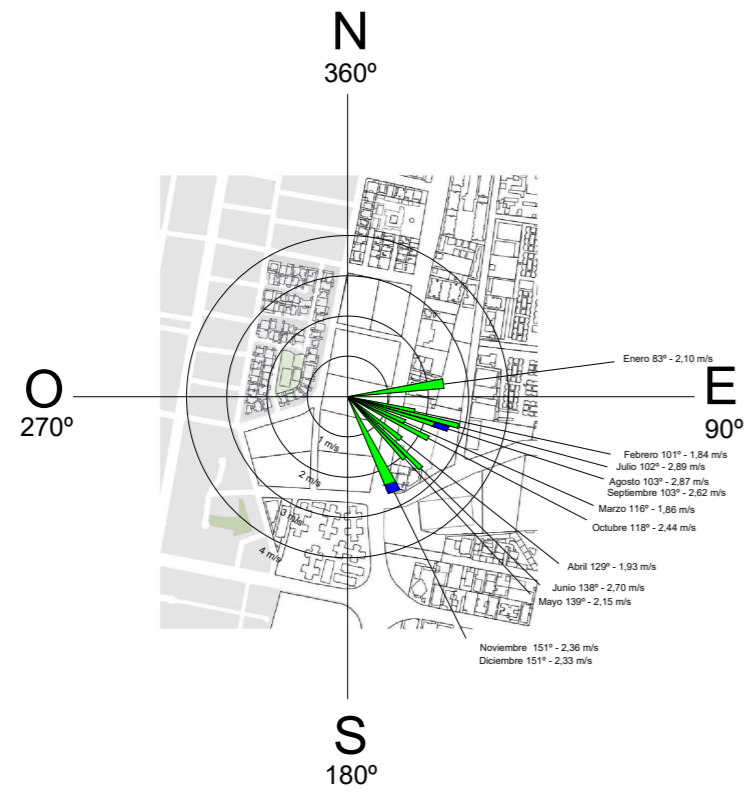 N
360º
O
270º
E
90º
1 m/s
2 m/s
3 m/s
4 m/s
Enero 83º - 2,10 m/s
Febrero 101º - 1,84 m/s
Julio 102º - 2,89 m/s
Agosto 103º - 2,87 m/s
Septiembre 103º - 2,62 m/s
Marzo 116º - 1,86 m/s
Octubre 118º - 2,44 m/s
Abril 129º - 1,93 m/s
Junio 138º - 2,70 m/s
Mayo 139º - 2,15 m/s
Noviembre 151º - 2,36 m/s
Diciembre 151º - 2,33 m/s
S
180º